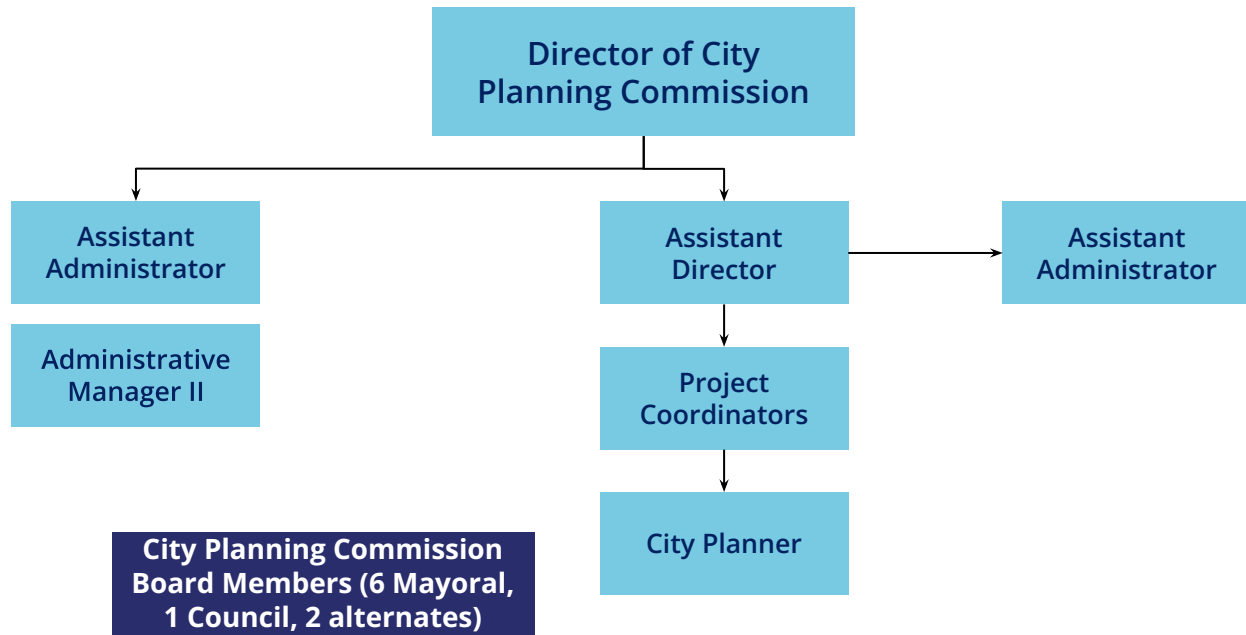 Director of City
Planning Commission
Assistant
Administrator
Assistant
Director
Assistant
Administrator
Administrative
Manager II
Project
Coordinators
City Planner
City Planning Commission
Board Members (6 Mayoral,
1 Council, 2 alternates)